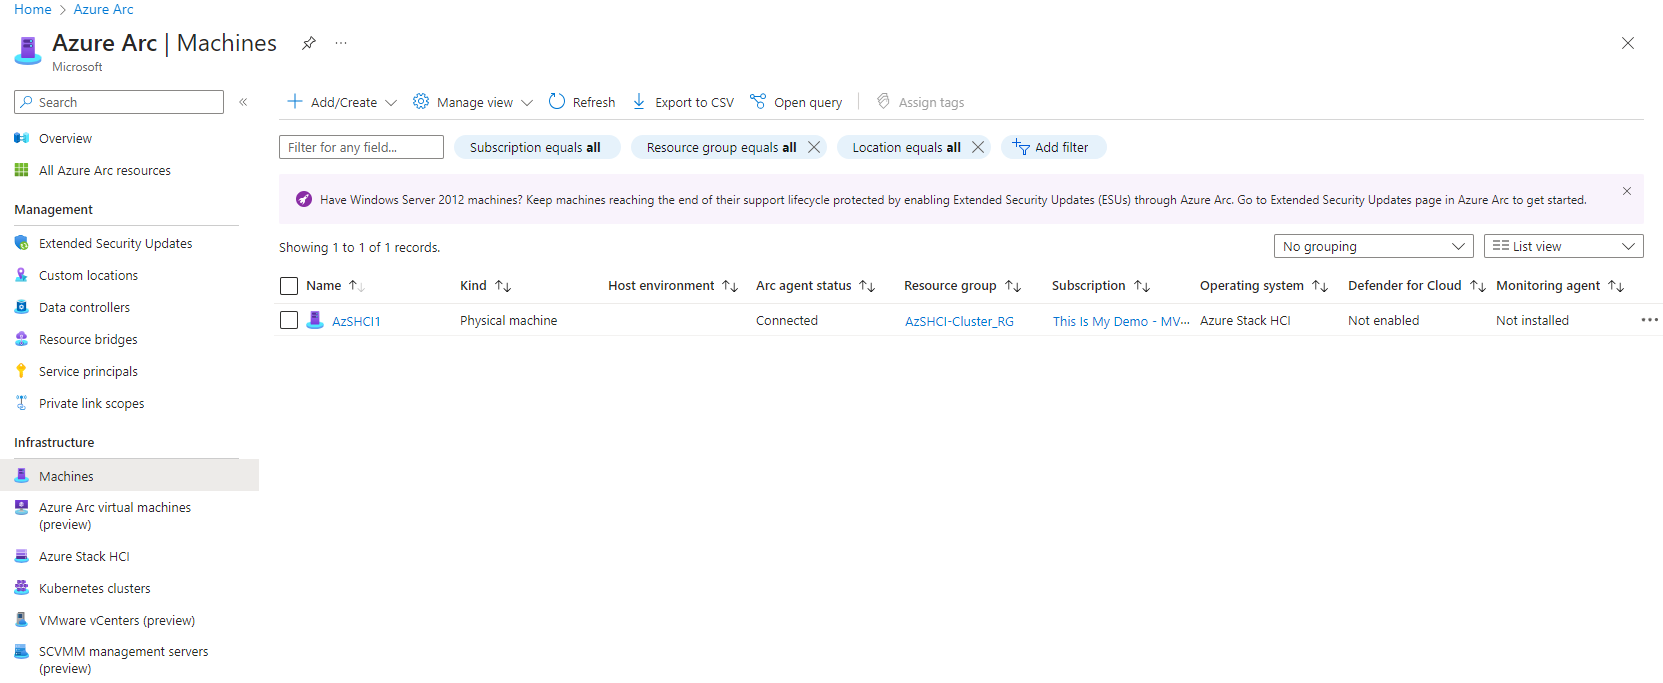 Home > Azure Arc
Azure Arc | Machines
Microsoft
Search
Overview
All Azure Arc resources
Management
Extended Security Updates
Custom locations
Data controllers
Resource bridges
Service principals
Private link scopes
Infrastructure
Machines
Azure Arc virtual machines
(preview)
Azure Stack HCI
Kubernetes clusters
VMware vCenters (preview)
SCVMM management servers
(preview)
Add/Create Manage view Refresh Export to CSV Open query Assign tags
Filter for any field... Subscription equals all Resource group equals all Location equals all Add filter
Have Windows Server 2012 machines? Keep machines reaching the end of their support lifecycle protected by enabling Extended Security Updates (ESUs) through Azure Arc. Go to Extended Security Updates page in Azure Arc to get started.
Showing 1 to 1 of 1 records. No grouping List view
Name Kind Host environment Arc agent status Resource group Subscription Operating system Defender for Cloud Monitoring agent
AzSHCI1 Physical machine Connected AzSHCI-Cluster_RG This Is My Demo - MV... Azure Stack HCI Not enabled Not installed